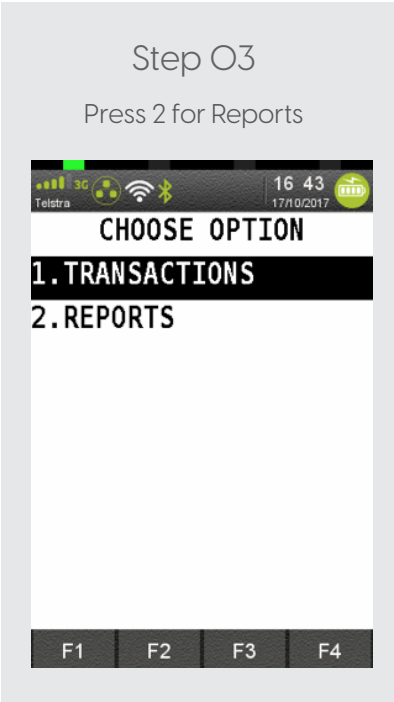 Step 03
Press 2 for Reports
3G 16 43
Telstra 17/10/2017
CHOOSE OPTION
1.TRANSACTIONS
2.REPORTS
F1 F2 F3 F4